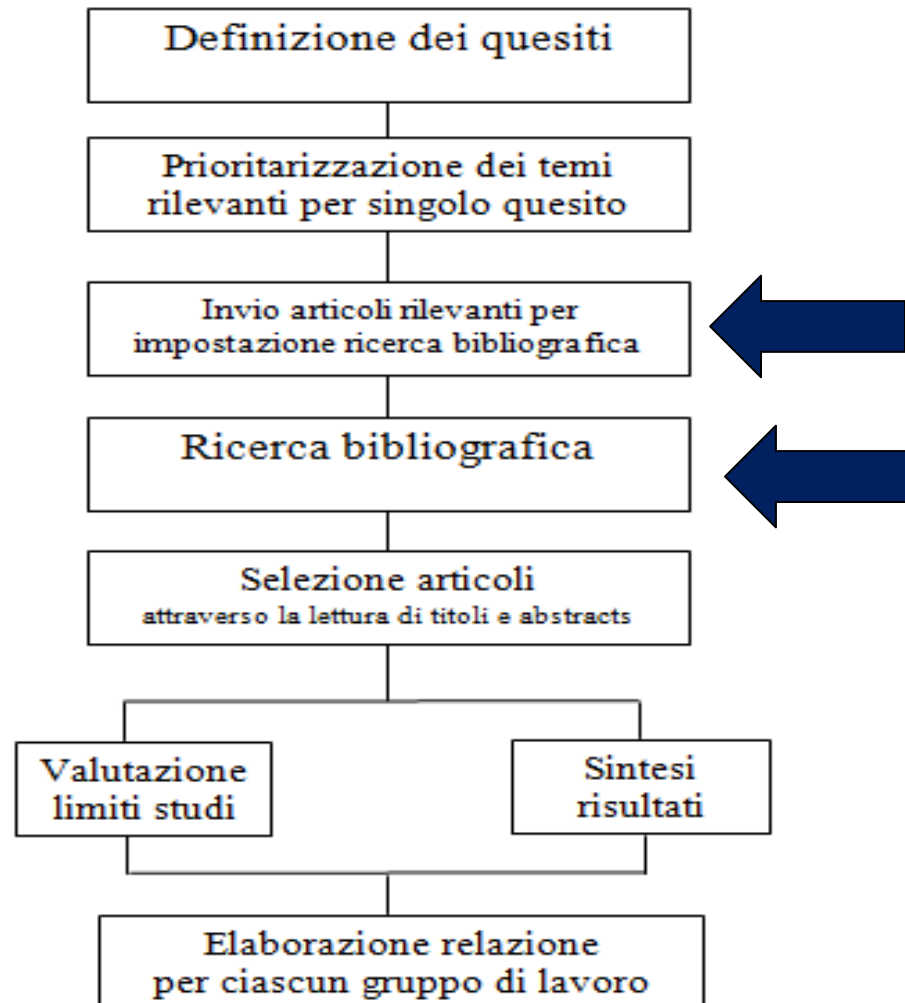 Definizione dei quesiti
Prioritarizzazione dei temi
rilevanti per singolo quesito
Invio articoli rilevanti per
impostazione ricerca bibliografica
Ricerca bibliografica
Selezione articoli
attraverso la lettura di titoli e abstracts
Valutazione
limiti studi
Sintesi
risultati
Elaborazione relazione
per ciascun gruppo di lavoro